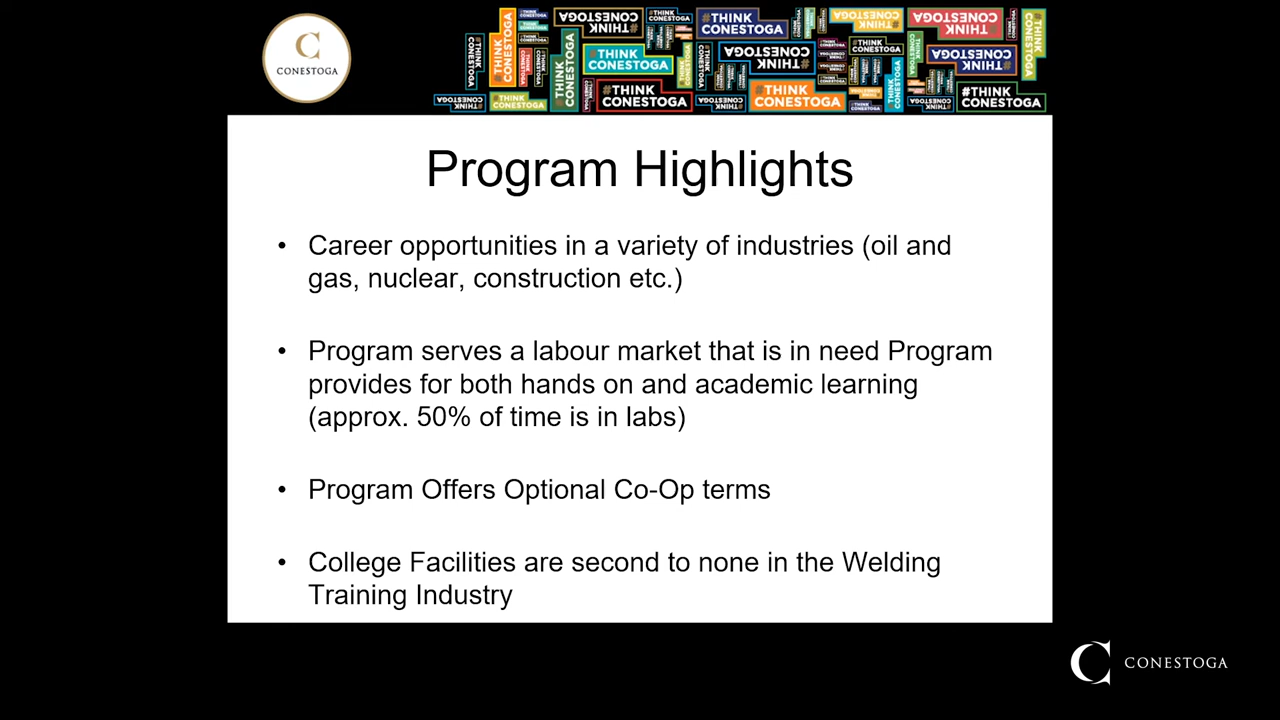 C
CONESTOGA
#THINK
CONESTOGA
Program Highlights
• Career opportunities in a variety of industries (oil and
gas, nuclear, construction etc.)
• Program serves a labour market that is in need Program
provides for both hands on and academic learning
(approx. 50% of time is in labs)
• Program Offers Optional Co-Op terms
• College Facilities are second to none in the Welding
Training Industry
C CONESTOGA